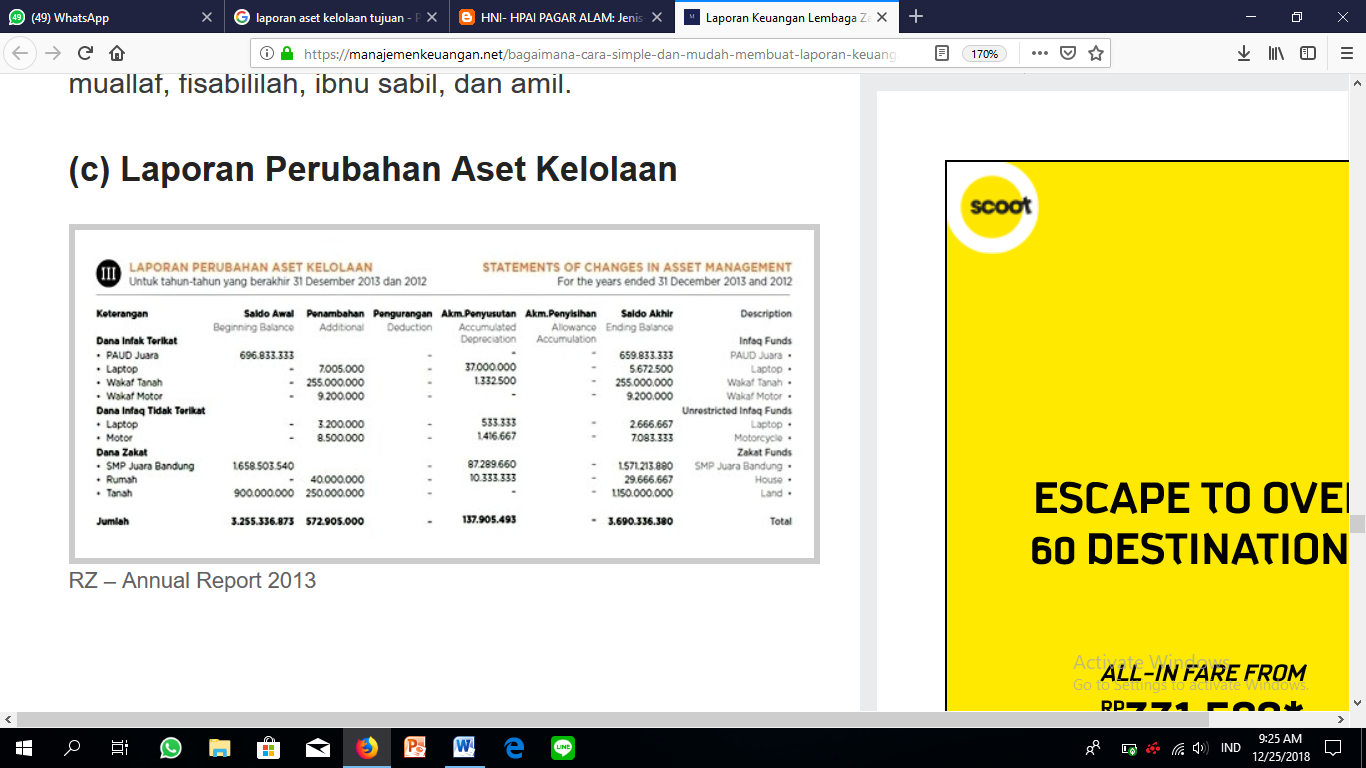 (49) WhatsApp
laporan aset kelolaan tujuan - P
HNI- HPAI PAGAR ALAM: Jenis
Laporan Keuangan Lembaga Za
https://manajemenkeuangan.net/bagaimana-cara-simple-dan-mudah-membuat-laporan-keuang
170%
muallaf, fisabililah, ibnu sabil, dan amil.
(c) Laporan Perubahan Aset Kelolaan
III LAPORAN PERUBAHAN ASET KELOLAAN STATEMENTS OF CHANGES IN ASSET MANAGEMENT
Untuk tahun-tahun yang berakhir 31 Desember 2013 dan 2012 For the years ended 31 December 2013 and 2012
Keterangan Saldo Awal Penambahan Pengurangan Akm.Penyusutan Akm.Penyisihan Saldo Akhir Description
Beginning Balance Additional Deduction Accumulated Depreciation Allowance Accumulation Ending Balance
Dana Infak Terikat Infaq Funds
• PAUD Juara 696.833.333 - - 659.833.333 PAUD Juara •
• Laptop - 7.005.000 - 37.000.000 - 5.672.500 Laptop •
• Wakaf Tanah - 255.000.000 - 1.332.500 - 255.000.000 Wakaf Tanah •
• Wakaf Motor - 9.200.000 - - - 9.200.000 Wakaf Motor •
Dana Infaq Tidak Terikat Unrestricted Infaq Funds
• Laptop - 3.200.000 - 533.333 - 2.666.667 Laptop •
• Motor - 8.500.000 - 1.416.667 - 7.083.333 Motorcycle •
Dana Zakat Zakat Funds
• SMP Juara Bandung 1.658.503.540 - 87.289.660 - 1.571.213.880 SMP Juara Bandung •
• Rumah - 40.000.000 - 10.333.333 - 29.666.667 House •
• Tanah 900.000.000 250.000.000 - - - 1.150.000.000 Land •
Jumlah 3.255.336.873 572.905.000 - 137.905.493 - 3.690.336.380 Total
RZ – Annual Report 2013
scoot
ESCAPE TO OVE
60 DESTINATION
ALL-IN FARE FROM
Activate Windows
Go to Settings to activate Windows.
IND
9:25 AM
12/25/2018